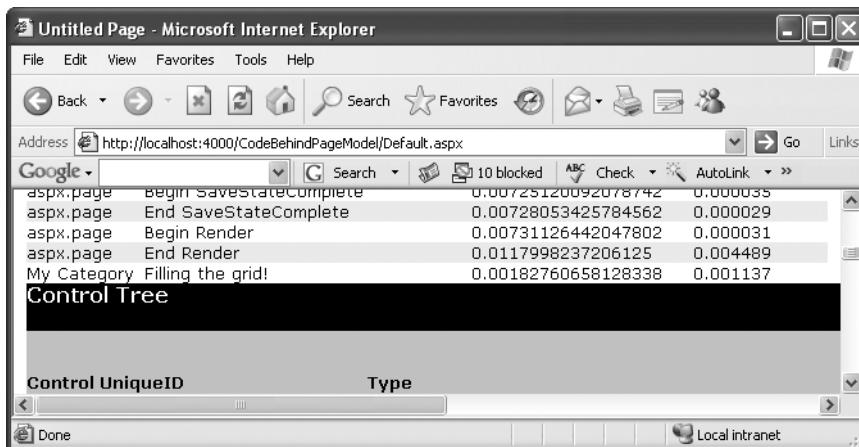 Untitled Page - Microsoft Internet Explorer
File Edit View Favorites Tools Help
Back Search Favorites
Address http://localhost:4000/CodeBehindPageModel/Default.aspx Go Links
Google Search 10 blocked ABC Check AutoLink »
aspx.page Begin SaveStateComplete 0.00725120092078742 0.000035
aspx.page End SaveStateComplete 0.00728053425784562 0.000029
aspx.page Begin Render 0.00731126442047802 0.000031
aspx.page End Render 0.0117998237206125 0.004489
My Category Filling the grid! 0.00182760658128338 0.001137
Control Tree
Control UniqueID Type
Done Local intranet